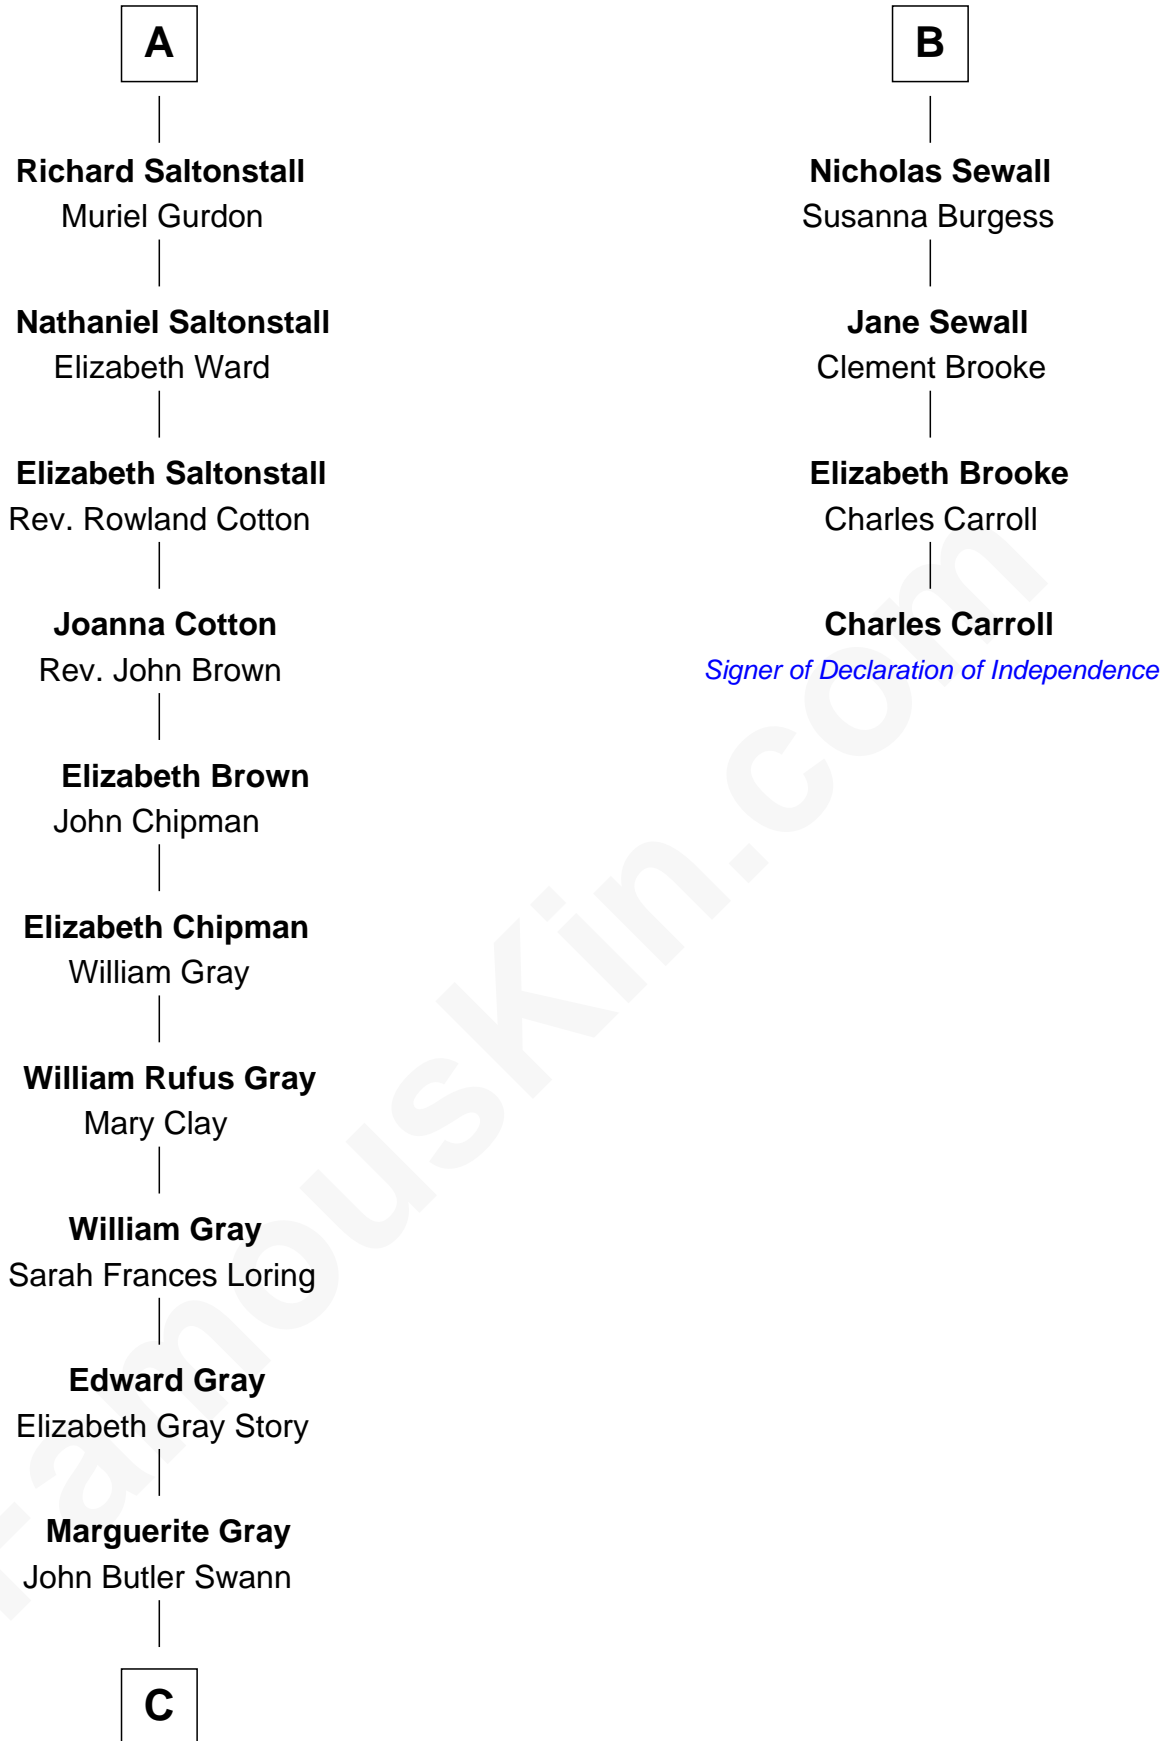 A
Richard Saltonstall
Muriel Gurdon
Nathaniel Saltonstall
Elizabeth Ward
Elizabeth Saltonstall
Rev. Rowland Cotton
Joanna Cotton
Rev. John Brown
Elizabeth Brown
John Chipman
Elizabeth Chipman
William Gray
William Rufus Gray
Mary Clay
William Gray
Sarah Frances Loring
Edward Gray
Elizabeth Gray Story
Marguerite Gray
John Butler Swann
C
B
Nicholas Sewall
Susanna Burgess
Jane Sewall
Clement Brooke
Elizabeth Brooke
Charles Carroll
Charles Carroll
Signer of Declaration of Independence
FamousKin.com